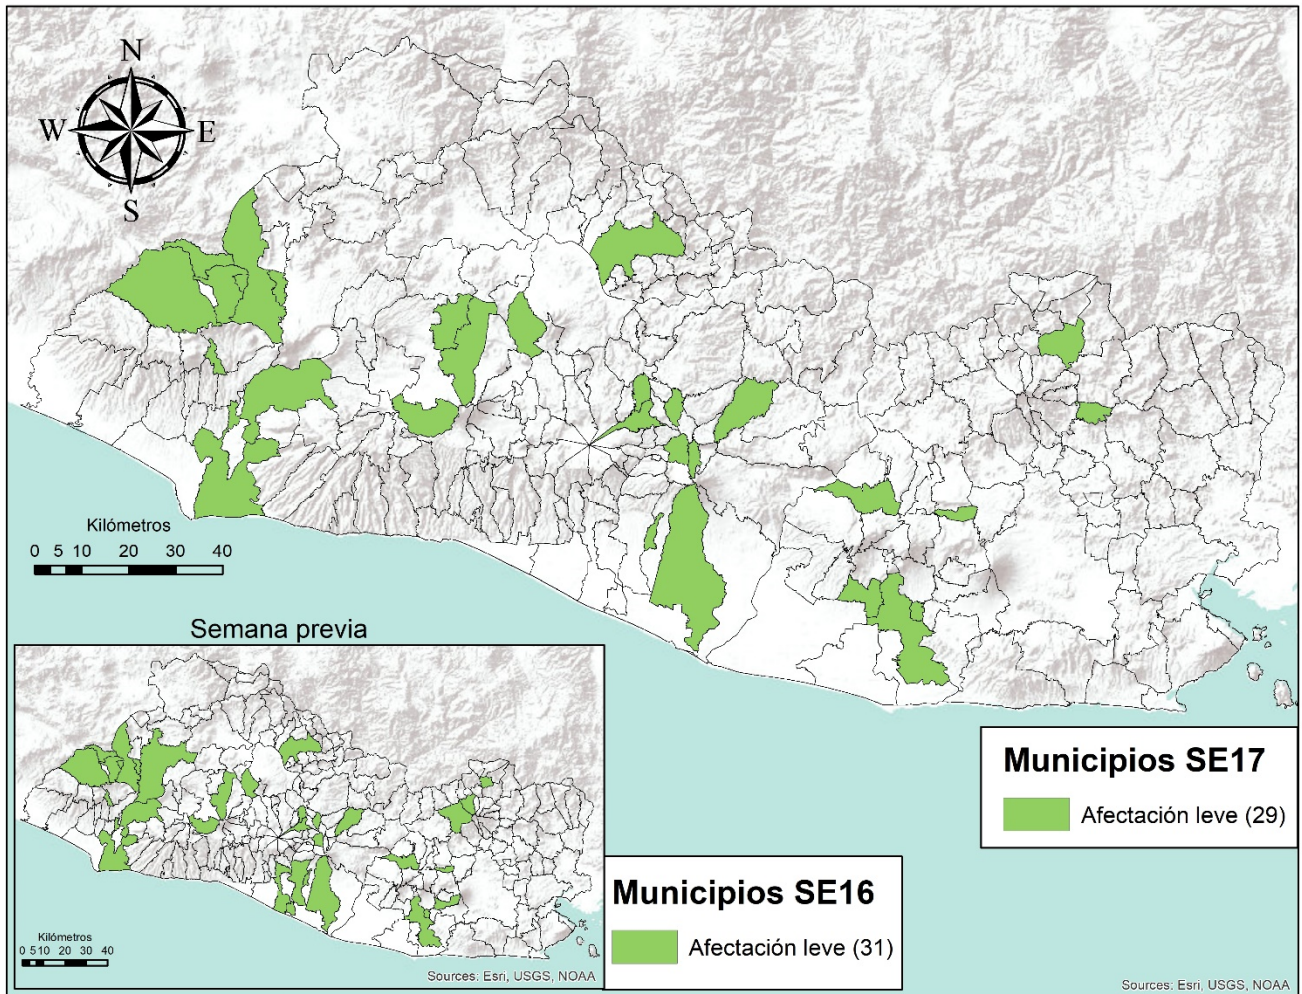 N
W E
S
Kilómetros
0 5 10 20 30 40
Semana previa
Kilómetros
0 5 10 20 30 40
Sources: Esri, USGS, NOAA
Municipios SE16
Afectación leve (31)
Municipios SE17
Afectación leve (29)
Sources: Esri, USGS, NOAA